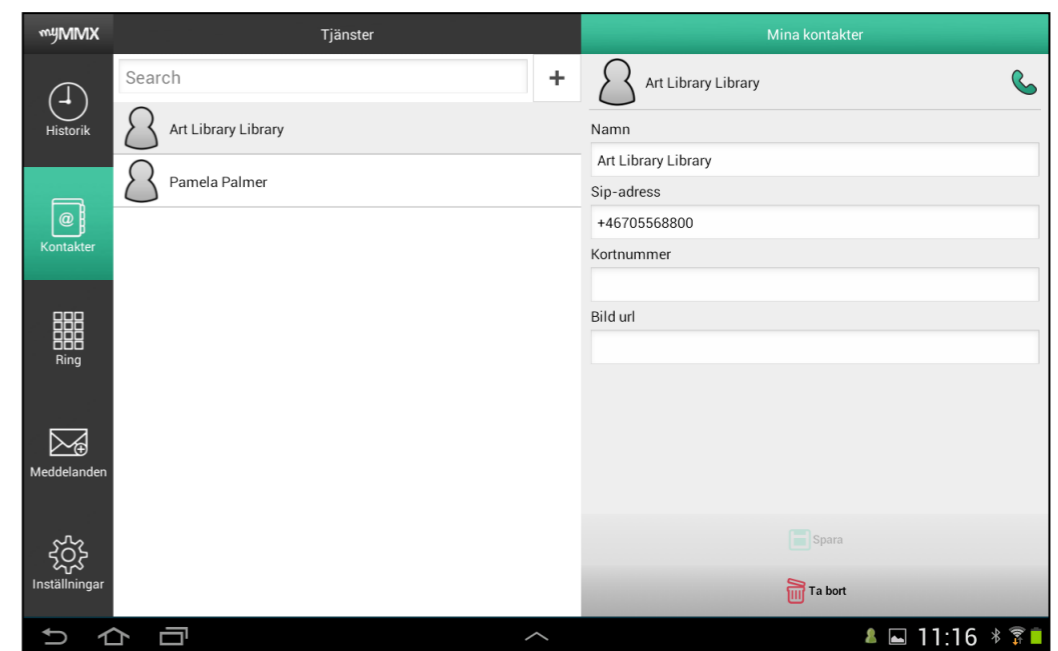 myMMX
Tjänster
Mina kontakter
Historik
Kontakter
@
Ring
Meddelanden
Inställningar
Search
+
Art Library Library
Pamela Palmer
Art Library Library
Namn
Art Library Library
Sip-adress
+46705568800
Kortnummer
Bild url
Spara
Ta bort
11:16